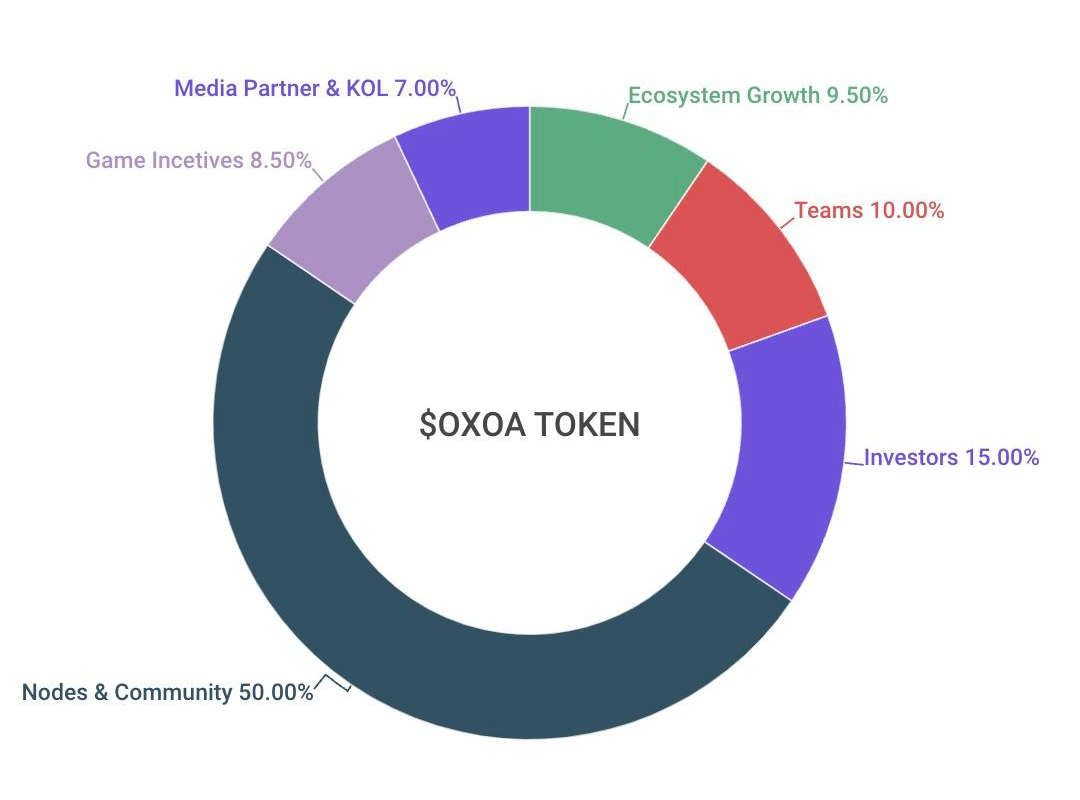 Media Partner & KOL 7.00%
Ecosystem Growth 9.50%
Game Incetives 8.50%
Teams 10.00%
$OXOA TOKEN
Investors 15.00%
Nodes & Community 50.00%